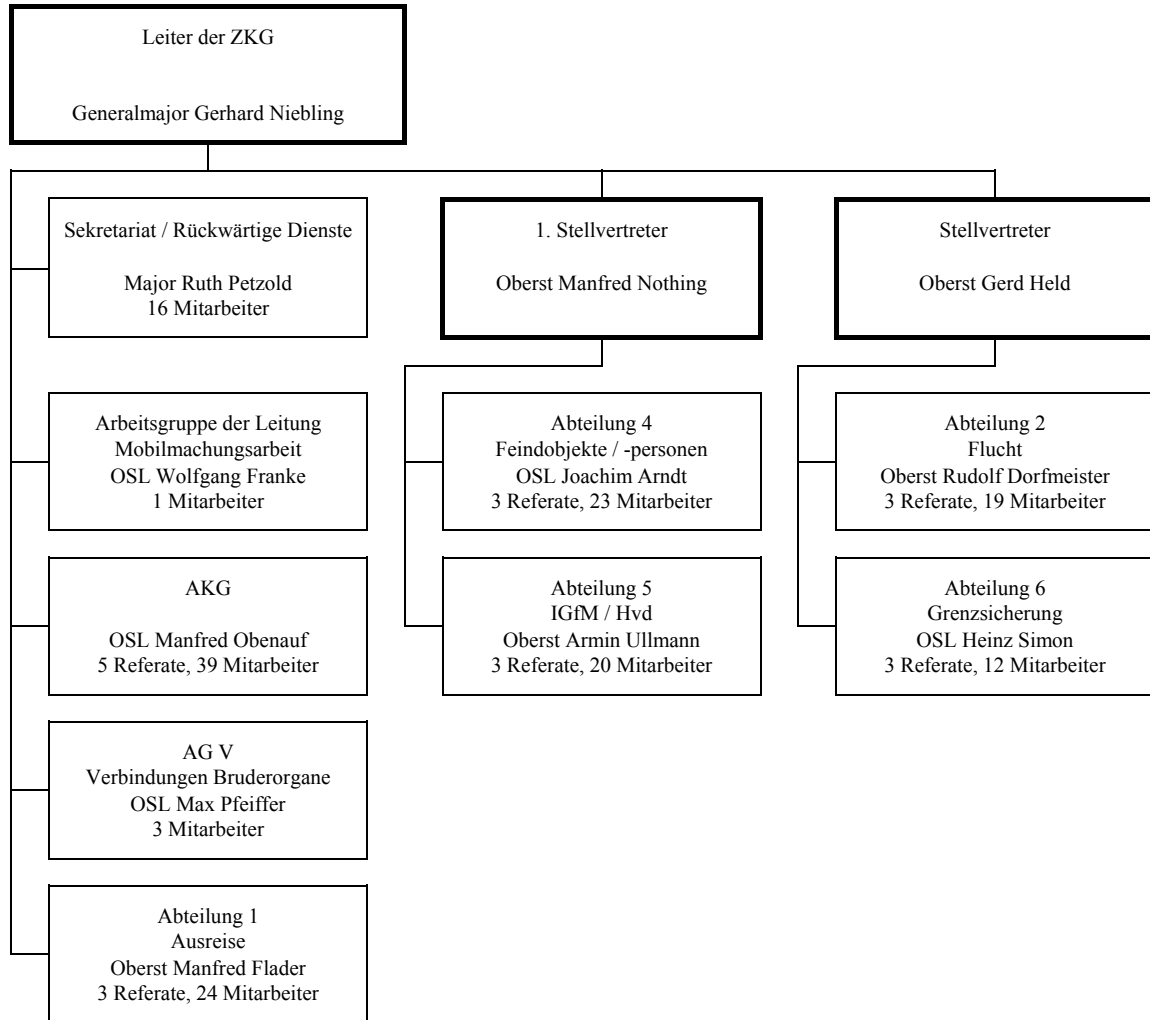 Leiter der ZKG
Generalmajor Gerhard Niebling
Sekretariat / Rückwärtige Dienste
Major Ruth Petzold
16 Mitarbeiter
1. Stellvertreter
Oberst Manfred Nothing
Stellvertreter
Oberst Gerd Held
Arbeitsgruppe der Leitung
Mobilmachungsarbeit
OSL Wolfgang Franke
1 Mitarbeiter
Abteilung 4
Feindobjekte / -personen
OSL Joachim Arndt
3 Referate, 23 Mitarbeiter
Abteilung 2
Flucht
Oberst Rudolf Dorfmeister
3 Referate, 19 Mitarbeiter
AKG
OSL Manfred Obenauf
5 Referate, 39 Mitarbeiter
Abteilung 5
IGfM / Hvd
Oberst Armin Ullmann
3 Referate, 20 Mitarbeiter
Abteilung 6
Grenzsicherung
OSL Heinz Simon
3 Referate, 12 Mitarbeiter
AG V
Verbindungen Bruderorgane
OSL Max Pfeiffer
3 Mitarbeiter
Abteilung 1
Ausreise
Oberst Manfred Flader
3 Referate, 24 Mitarbeiter